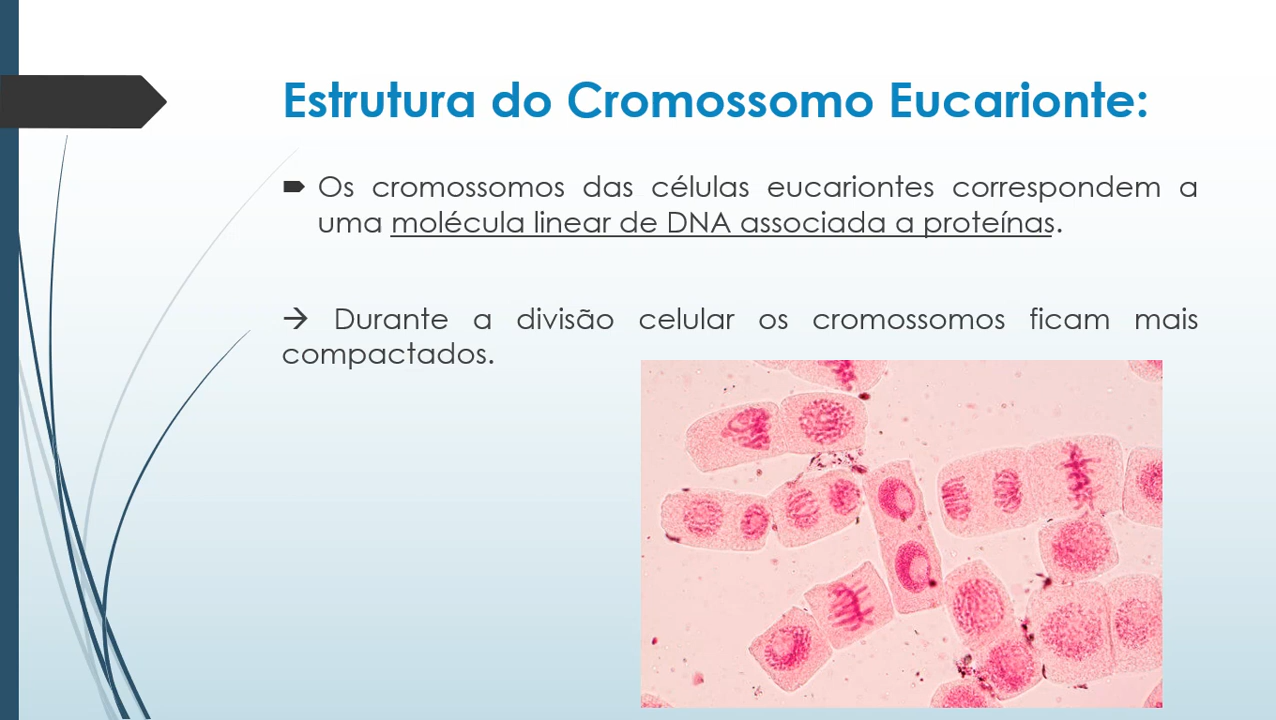 Estrutura do Cromossomo Eucarionte:
Os cromossomos das células eucariontes correspondem a
uma molécula linear de DNA associada a proteínas.
→ Durante a divisão celular os cromossomos ficam mais
compactados.